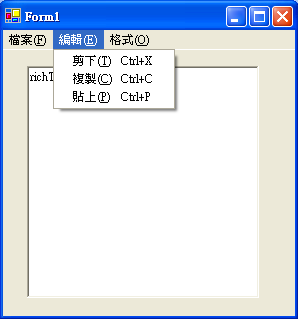 Form1
檔案(F) 編輯(E) 格式(O)
剪下(T) Ctrl+X
複製(C) Ctrl+C
貼上(P) Ctrl+P
richT